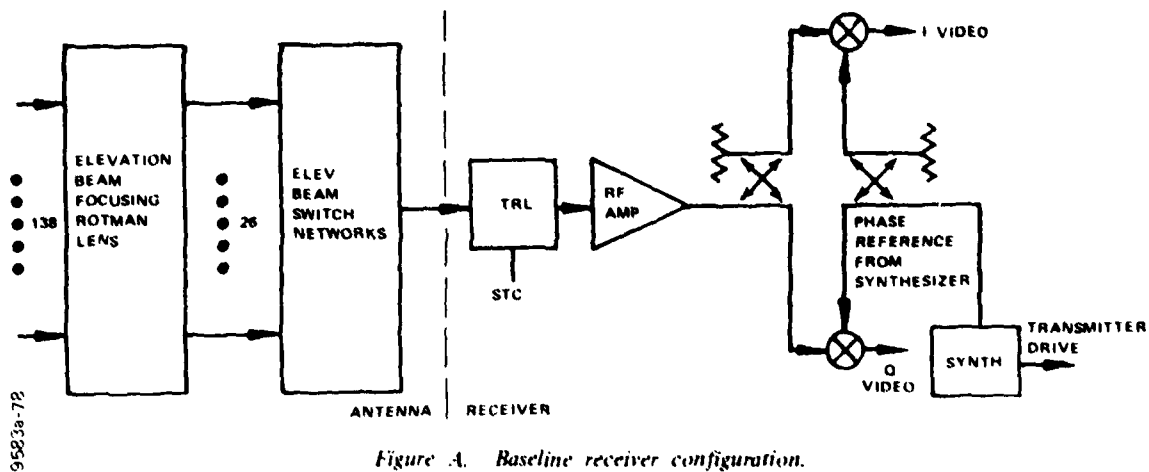 I VIDEO
ELEVATION
BEAM
FOCUSING
ROTMAN
LENS
138
26
ELEV
BEAM
SWITCH
NETWORKS
TRL
STC
RF
AMP
PHASE
REFERENCE
FROM
SYNTHESIZER
SYNTH
TRANSMITTER
DRIVE
Q
VIDEO
ANTENNA
RECEIVER
9583a-78
Figure A. Baseline receiver configuration.